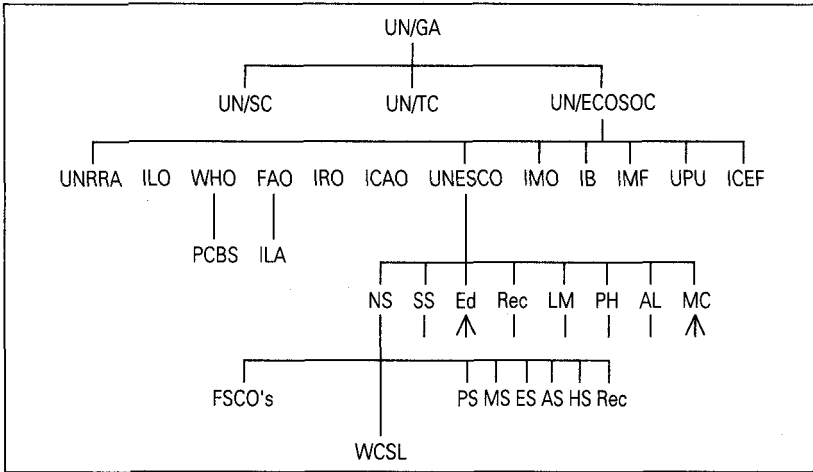 UN/GA
UN/SC UN/TC UN/ECOSOC
UNRRA ILO WHO FAO IRO ICAO UNESCO IMO IB IMF UPU ICEF
PCBS ILA
NS SS Ed Rec LM PH AL MC
FSCO's PS MS ES AS HS Rec
WCSL